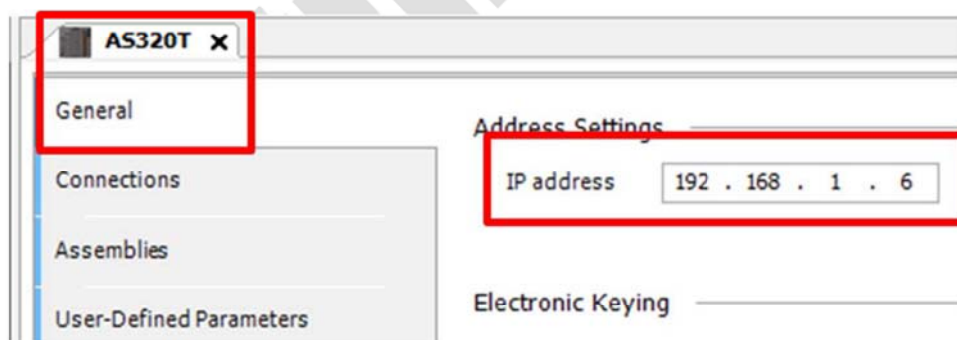 AS320T x
General
Connections
Assemblies
User-Defined Parameters
Address Settings
IP address 192 . 168 . 1 . 6
Electronic Keying